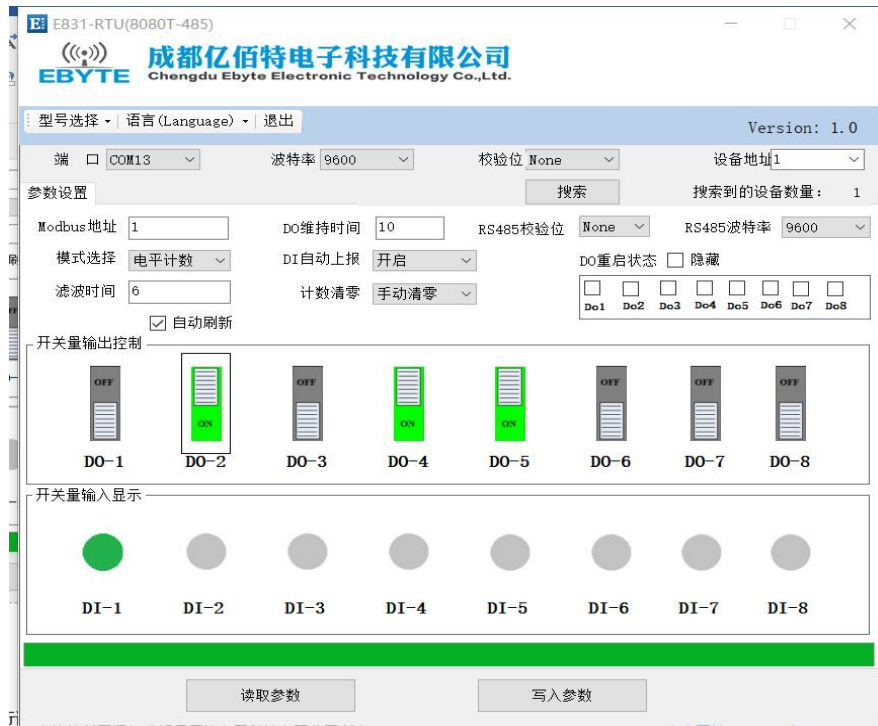 E831-RTU(8080T-485)
EBYTE 成都亿佰特电子科技有限公司
Chengdu Ebyte Electronic Technology Co.,Ltd.
型号选择 语言(Language) 退出
Version: 1.0
端 口 COM13 波特率 9600 校验位 None 设备地址 1
参数设置 搜索 搜索到的设备数量: 1
Modbus地址 1 DO维持时间 10 RS485校验位 None RS485波特率 9600
模式选择 电平计数 DI自动上报 开启 DO重启状态 隐藏
滤波时间 6 计数清零 手动清零
Do1 Do2 Do3 Do4 Do5 Do6 Do7 Do8
自动刷新
开关量输出控制
OFF ON OFF ON ON OFF OFF OFF
DO-1 DO-2 DO-3 DO-4 DO-5 DO-6 DO-7 DO-8
开关量输入显示
DI-1 DI-2 DI-3 DI-4 DI-5 DI-6 DI-7 DI-8
读取参数 写入参数